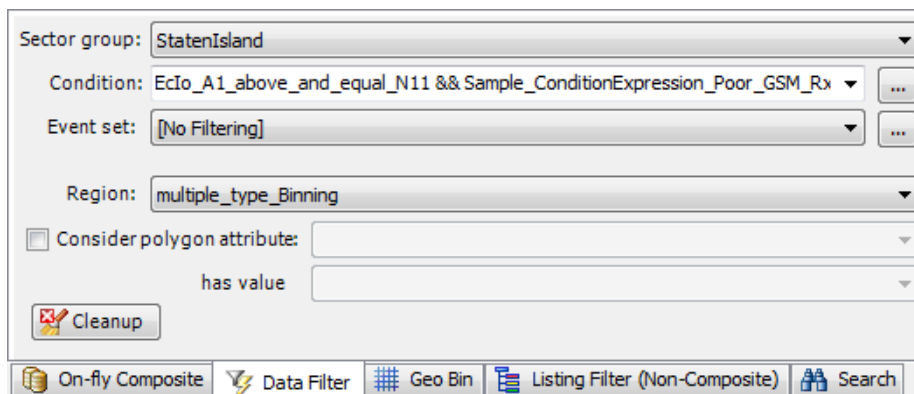 Sector group: StatenIsland
Condition: EcIo_A1_above_and_equal_N11 && Sample_ConditionExpression_Poor_GSM_Rx ...
Event set: [No Filtering] ...
Region: multiple_type_Binning
Consider polygon attribute:
has value
Cleanup
On-fly Composite Data Filter Geo Bin Listing Filter (Non-Composite) Search